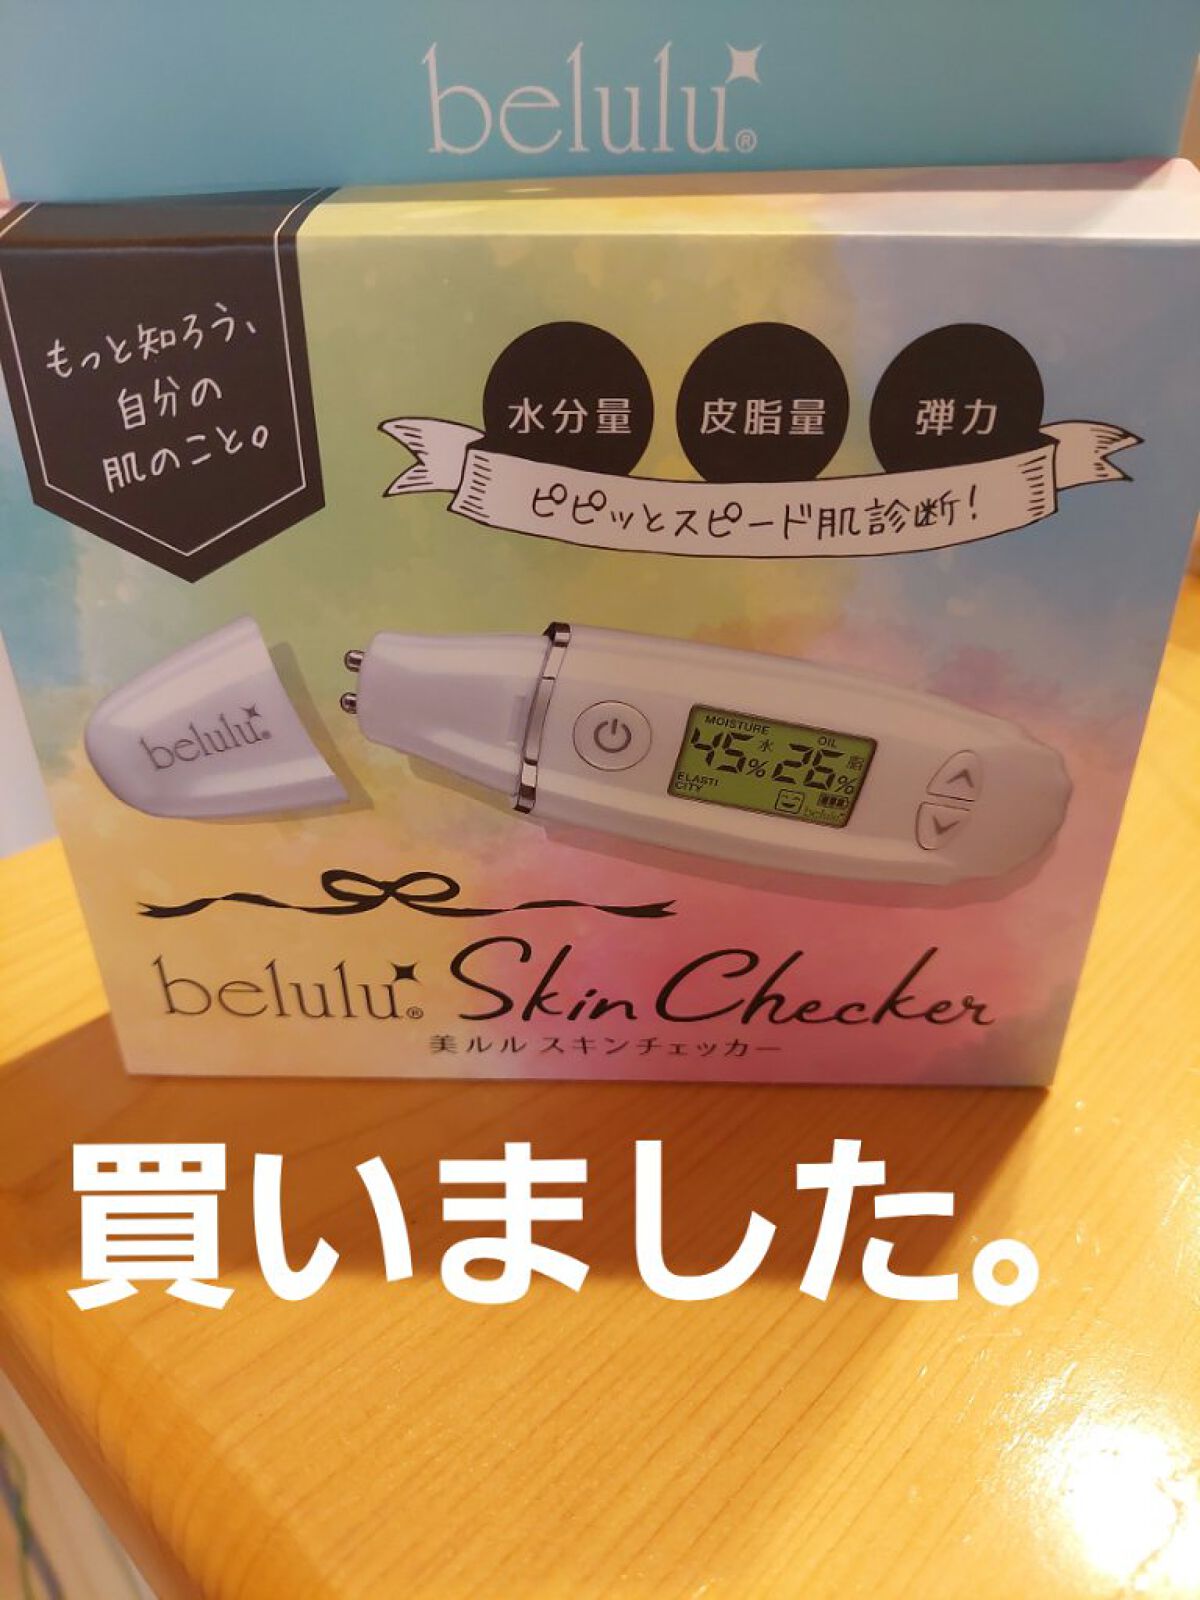 belulu®
もっと知ろう、
自分の
肌のこと。
水分量
皮脂量
弾力
ピピッとスピード肌診断!
belulu
MOISTURE
OIL
45%
水
26%
脂
ELASTI
CITY
belulu
belulu® Skin Checker
美ルル スキンチェッカー
買いました。